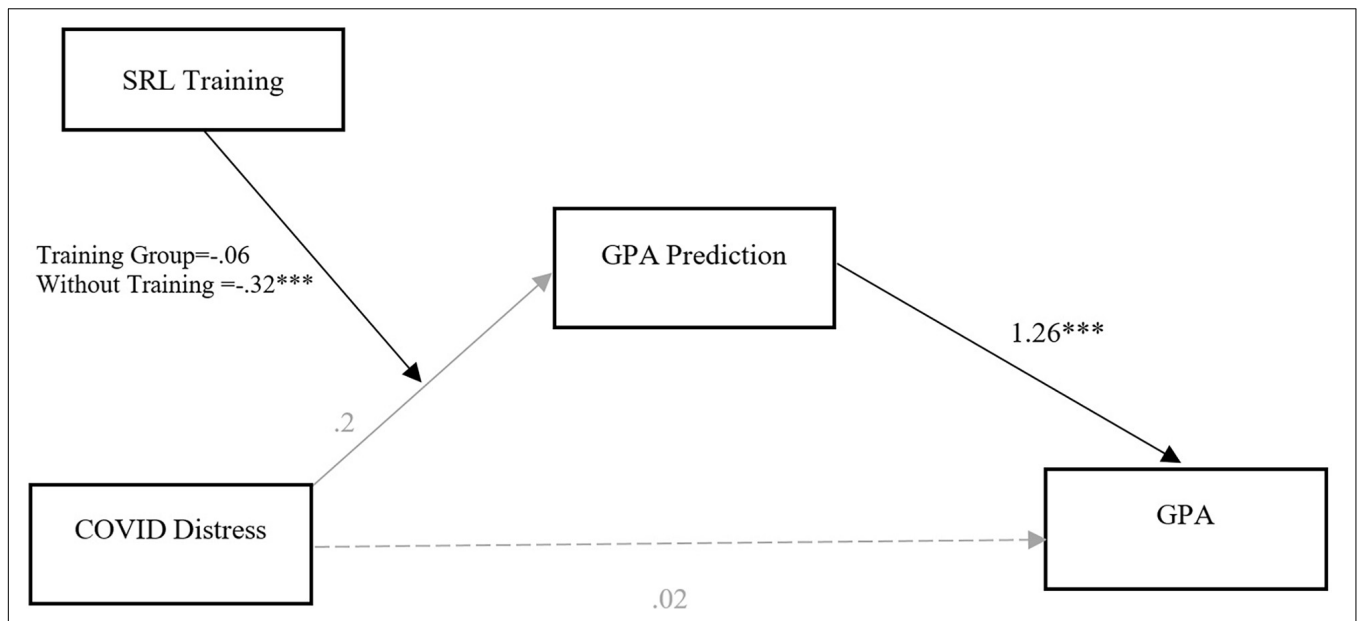 SRL Training
GPA Prediction
Training Group=-.06
Without Training =-.32***
1.26***
.2
COVID Distress
GPA
.02